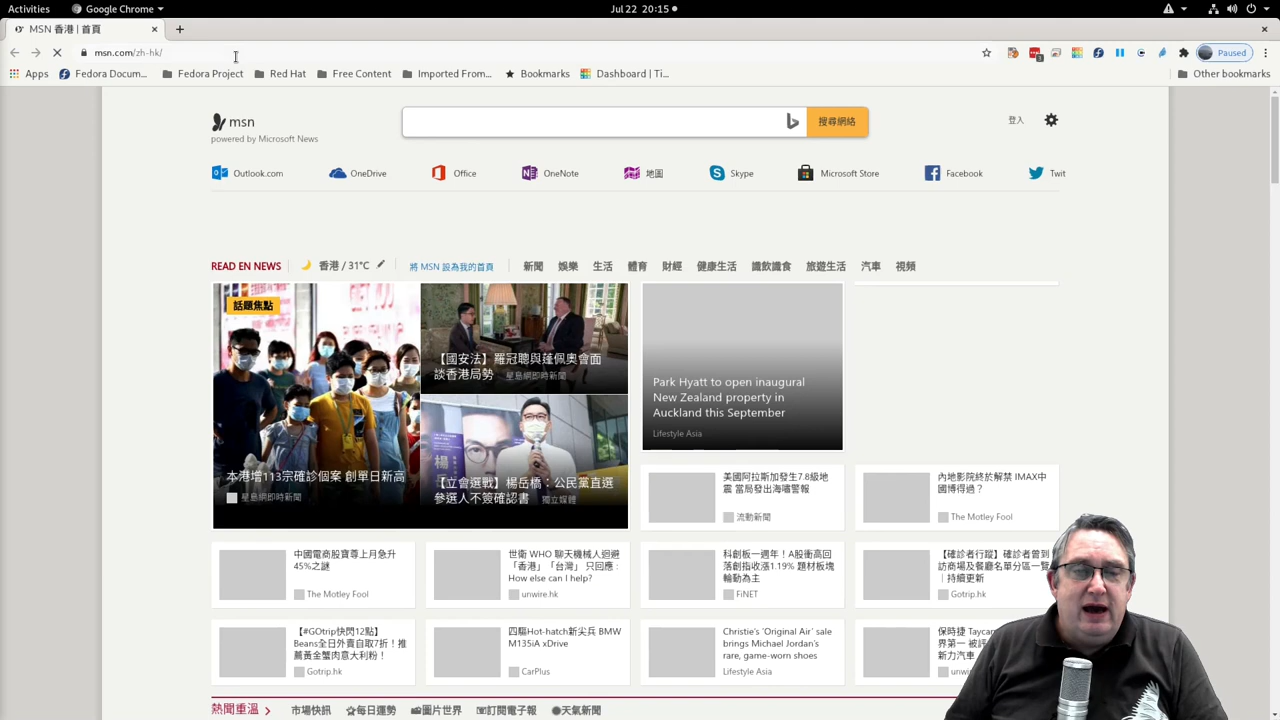 Activities
Google Chrome
Jul 22 20:15
MSN 香港 | 首頁
msn.com/zh-hk/
Paused
Apps
Fedora Docum...
Fedora Project
Red Hat
Free Content
Imported From...
Bookmarks
Dashboard | Ti...
Other bookmarks
msn
powered by Microsoft News
搜尋網絡
登入
Outlook.com
OneDrive
Office
OneNote
地圖
Skype
Microsoft Store
Facebook
Twit
READ EN NEWS
香港 / 31°C
將 MSN 設為我的首頁
新聞
娛樂
生活
體育
財經
健康生活
識飲識食
旅遊生活
汽車
視頻
話題焦點
本港增113宗確診個案 創單日新高
星島網即時新聞
【國安法】羅冠聰與蓬佩奧會面
談香港局勢 星島網即時新聞
【立會選戰】楊岳橋：公民黨直選
參選人不簽確認書 獨立媒體
Park Hyatt to open inaugural
New Zealand property in
Auckland this September
Lifestyle Asia
美國阿拉斯加發生7.8級地
震 當局發出海嘯警報
流動新聞
內地影院終於解禁 IMAX中
國博得過？
The Motley Fool
中國電商股寶尊上月急升
45%之謎
The Motley Fool
世衛 WHO 聊天機械人迴避
「香港」「台灣」 只回應：
How else can I help?
unwire.hk
科創板一週年！A股衝高回
落創指收漲1.19% 題材板塊
輪動為主
FiNET
【確診者行蹤】確診者曾到
訪商場及餐廳名單分區一覽
｜持續更新
Gotrip.hk
【#GOtrip快閃12點】
Beans全日外賣自取7折！推
薦黃金蟹肉意大利粉！
Gotrip.hk
四驅Hot-hatch新尖兵 BMW
M135iA xDrive
CarPlus
Christie's 'Original Air' sale
brings Michael Jordan's
rare, game-worn shoes
Lifestyle Asia
保時捷 Taycan
界第一
新力汽車
熱聞重溫
市場快訊
每日運勢
圖片世界
訂閱電子報
天氣新聞